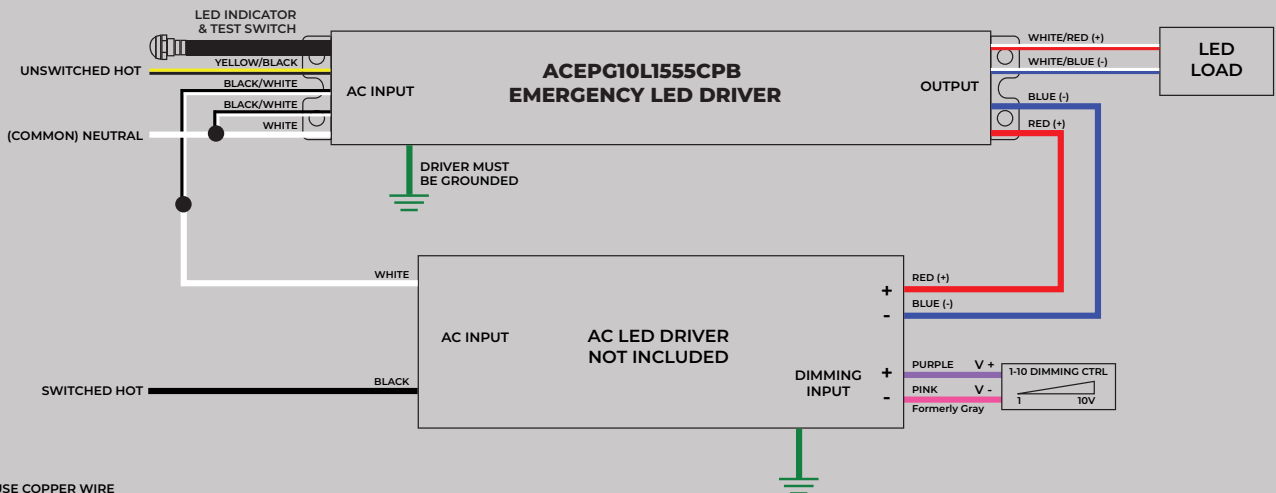 LED INDICATOR
& TEST SWITCH
UNSWITCHED HOT
YELLOW/BLACK
BLACK/WHITE
BLACK/WHITE
WHITE
(COMMON) NEUTRAL
AC INPUT
ACEPG10L1555CPB
EMERGENCY LED DRIVER
OUTPUT
WHITE/RED (+)
WHITE/BLUE (-)
BLUE (-)
RED (+)
LED
LOAD
DRIVER MUST
BE GROUNDED
WHITE
AC INPUT
AC LED DRIVER
NOT INCLUDED
+
-
RED (+)
BLUE (-)
SWITCHED HOT
BLACK
DIMMING
INPUT
+
-
PURPLE V +
PINK V -
Formerly Gray
1-10 DIMMING CTRL
1 10V
USE COPPER WIRE